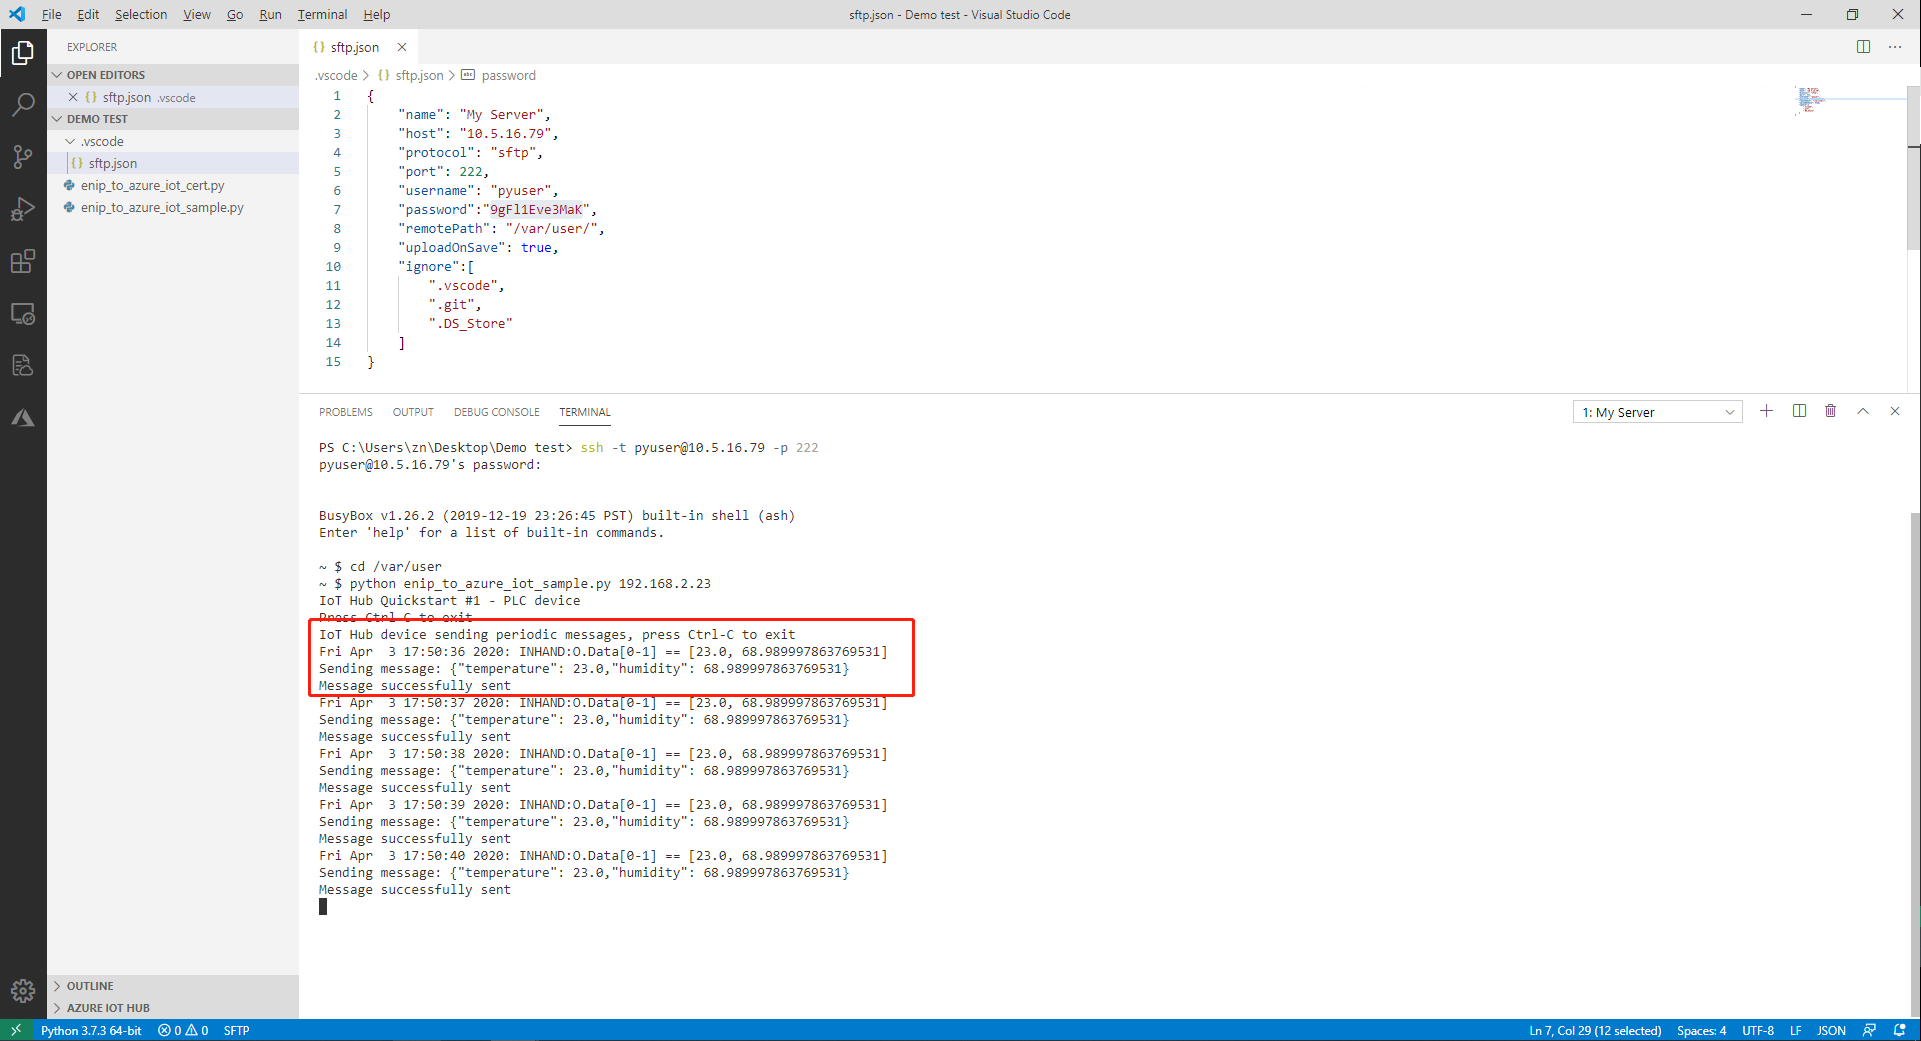 File Edit Selection View Go Run Terminal Help
sftp.json - Demo test - Visual Studio Code
EXPLORER
OPEN EDITORS
sftp.json .vscode
DEMO TEST
.vscode
sftp.json
enip_to_azure_iot_cert.py
enip_to_azure_iot_sample.py
OUTLINE
AZURE IOT HUB
{} sftp.json
.vscode > {} sftp.json > abc password
1 {
2 "name": "My Server",
3 "host": "10.5.16.79",
4 "protocol": "sftp",
5 "port": 222,
6 "username": "pyuser",
7 "password":"9gFl1Eve3MaK",
8 "remotePath": "/var/user/",
9 "uploadOnSave": true,
10 "ignore":[
11 ".vscode",
12 ".git",
13 ".DS_Store"
14 ]
15 }
PROBLEMS OUTPUT DEBUG CONSOLE TERMINAL
1: My Server
PS C:\Users\zn\Desktop\Demo test> ssh -t pyuser@10.5.16.79 -p 222
pyuser@10.5.16.79's password:
BusyBox v1.26.2 (2019-12-19 23:26:45 PST) built-in shell (ash)
Enter 'help' for a list of built-in commands.
~ $ cd /var/user
~ $ python enip_to_azure_iot_sample.py 192.168.2.23
IoT Hub Quickstart #1 - PLC device
Press Ctrl-C to exit
IoT Hub device sending periodic messages, press Ctrl-C to exit
Fri Apr  3 17:50:36 2020: INHAND:O.Data[0-1] == [23.0, 68.989997863769531]
Sending message: {"temperature": 23.0,"humidity": 68.989997863769531}
Message successfully sent
Fri Apr  3 17:50:37 2020: INHAND:O.Data[0-1] == [23.0, 68.989997863769531]
Sending message: {"temperature": 23.0,"humidity": 68.989997863769531}
Message successfully sent
Fri Apr  3 17:50:38 2020: INHAND:O.Data[0-1] == [23.0, 68.989997863769531]
Sending message: {"temperature": 23.0,"humidity": 68.989997863769531}
Message successfully sent
Fri Apr  3 17:50:39 2020: INHAND:O.Data[0-1] == [23.0, 68.989997863769531]
Sending message: {"temperature": 23.0,"humidity": 68.989997863769531}
Message successfully sent
Fri Apr  3 17:50:40 2020: INHAND:O.Data[0-1] == [23.0, 68.989997863769531]
Sending message: {"temperature": 23.0,"humidity": 68.989997863769531}
Message successfully sent
Python 3.7.3 64-bit 0 0 SFTP
Ln 7, Col 29 (12 selected) Spaces: 4 UTF-8 LF JSON